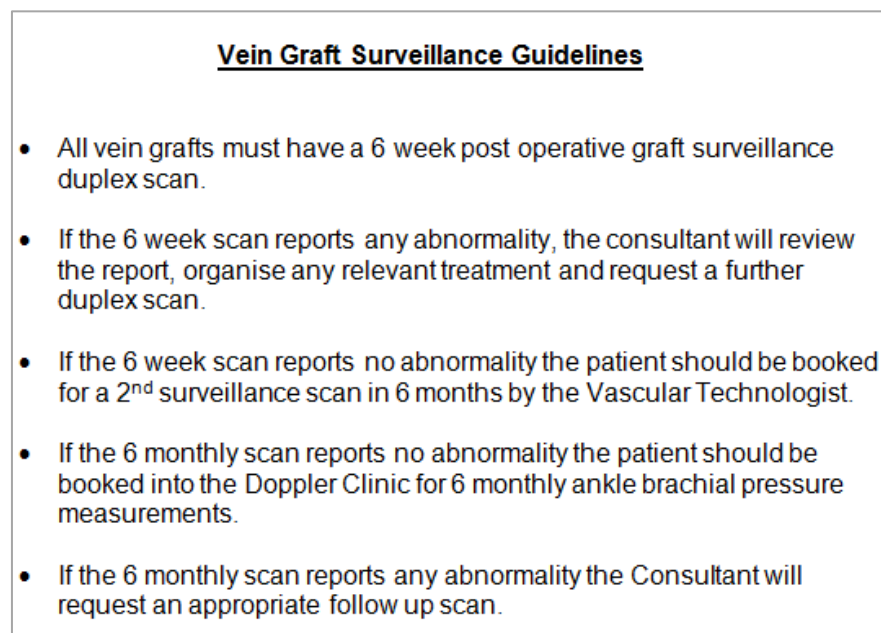 Vein Graft Surveillance Guidelines
• All vein grafts must have a 6 week post operative graft surveillance
duplex scan.
• If the 6 week scan reports any abnormality, the consultant will review
the report, organise any relevant treatment and request a further
duplex scan.
• If the 6 week scan reports no abnormality the patient should be booked
for a 2nd surveillance scan in 6 months by the Vascular Technologist.
• If the 6 monthly scan reports no abnormality the patient should be
booked into the Doppler Clinic for 6 monthly ankle brachial pressure
measurements.
• If the 6 monthly scan reports any abnormality the Consultant will
request an appropriate follow up scan.